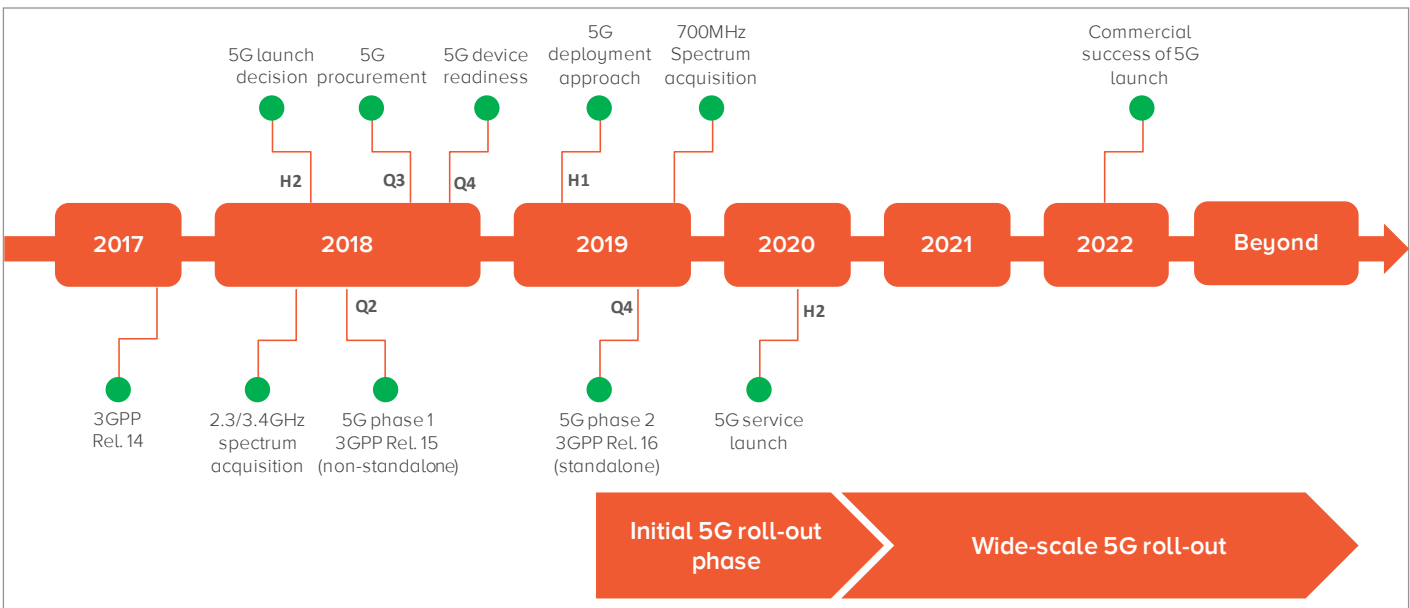 5G launch
decision
5G
procurement
5G device
readiness
5G
deployment
approach
700MHz
Spectrum
acquisition
Commercial
success of 5G
launch
H2
Q3
Q4
H1
2017
2018
2019
2020
2021
2022
Beyond
Q2
Q4
H2
3GPP
Rel. 14
2.3/3.4GHz
spectrum
acquisition
5G phase 1
3GPP Rel. 15
(non-standalone)
5G phase 2
3GPP Rel. 16
(standalone)
5G service
launch
Initial 5G roll-out
phase
Wide-scale 5G roll-out